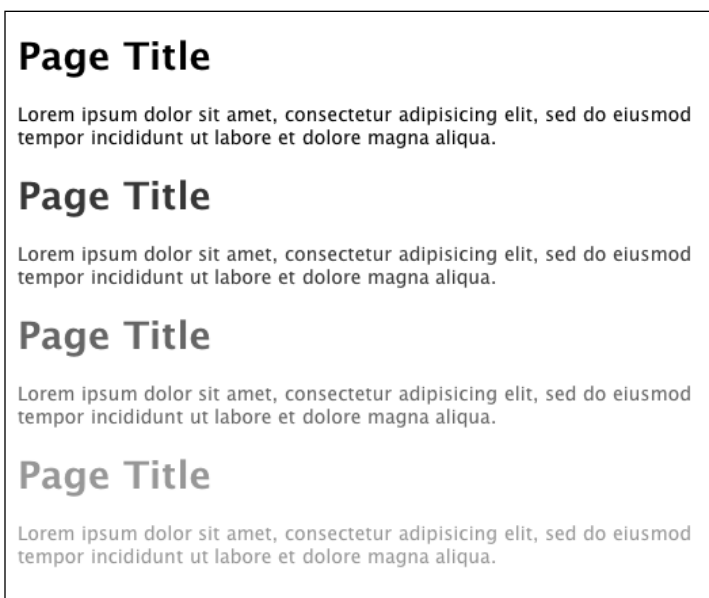 Page Title
Lorem ipsum dolor sit amet, consectetur adipisicing elit, sed do eiusmod
tempor incididunt ut labore et dolore magna aliqua.
Page Title
Lorem ipsum dolor sit amet, consectetur adipisicing elit, sed do eiusmod
tempor incididunt ut labore et dolore magna aliqua.
Page Title
Lorem ipsum dolor sit amet, consectetur adipisicing elit, sed do eiusmod
tempor incididunt ut labore et dolore magna aliqua.
Page Title
Lorem ipsum dolor sit amet, consectetur adipisicing elit, sed do eiusmod
tempor incididunt ut labore et dolore magna aliqua.